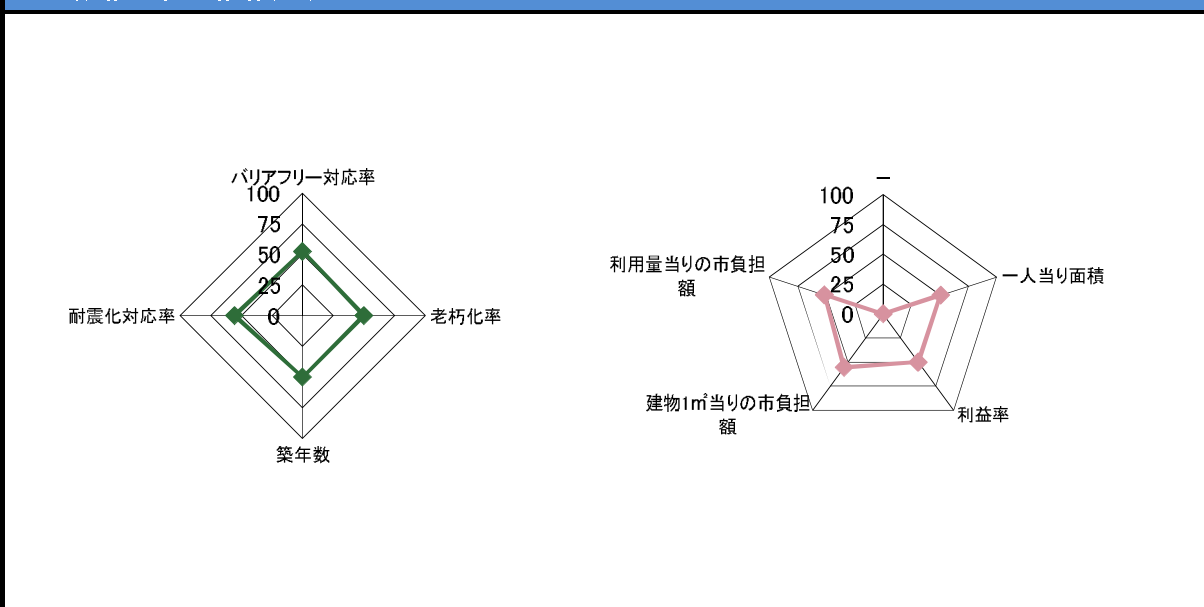 バリアフリー対応率
100
75
50
25
0
耐震化対応率
老朽化率
築年数
－
100
75
50
25
0
利用量当りの市負担
額
一人当り面積
建物1㎡当りの市負担
額
利益率